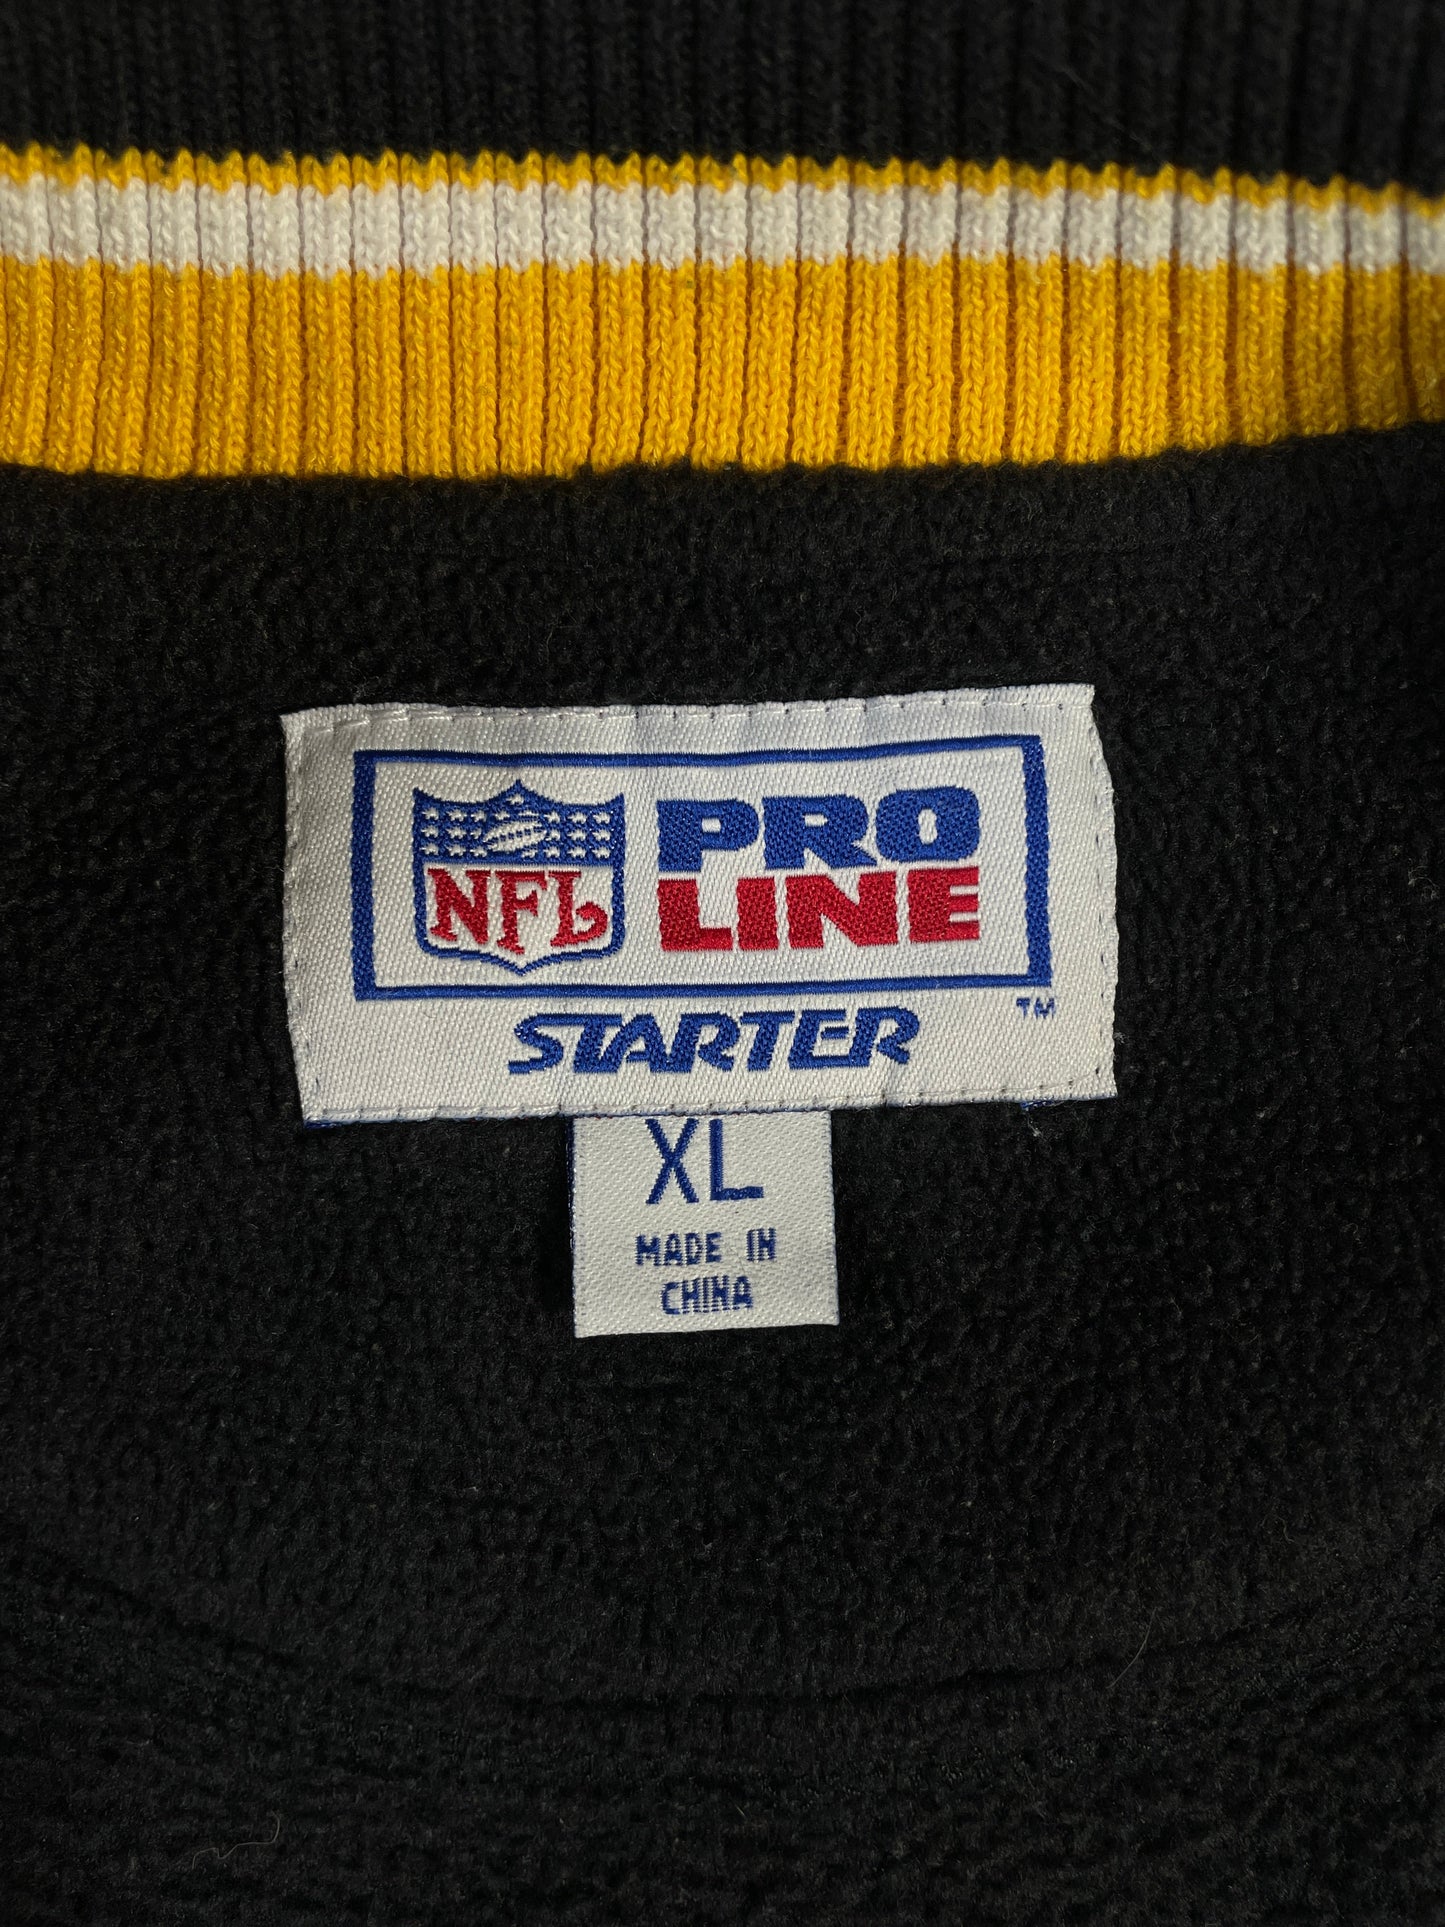 NFL
PRO
LINE
STARTER ™
XL
MADE IN
CHINA